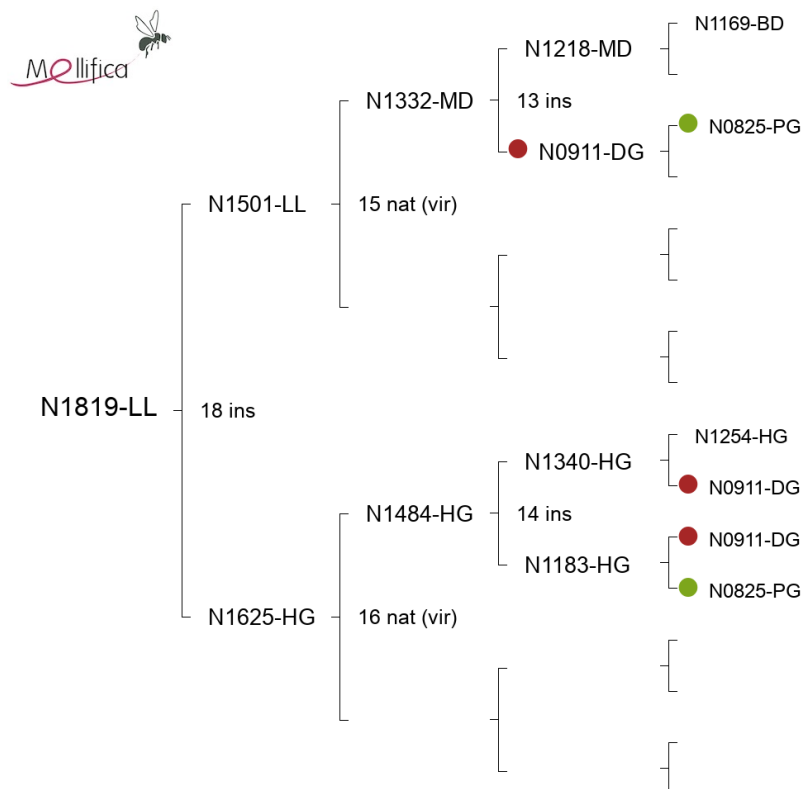 Mellifica
N1169-BD
N1218-MD
N1332-MD
13 ins
N0825-PG
N0911-DG
N1501-LL
15 nat (vir)
N1819-LL
18 ins
N1254-HG
N1340-HG
N0911-DG
N1484-HG
14 ins
N0911-DG
N1183-HG
N0825-PG
N1625-HG
16 nat (vir)